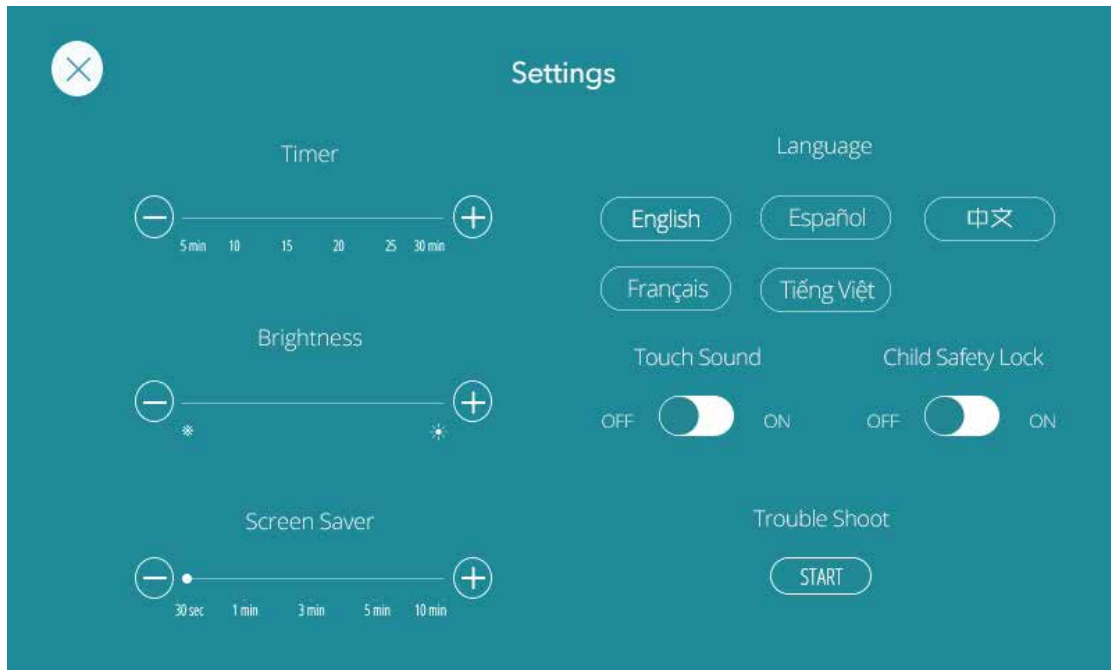 Settings
Timer
5 min 10 15 20 25 30 min
Brightness
Screen Saver
30 sec 1 min 3 min 5 min 10 min
Language
English Español 中文
Français Tiếng Việt
Touch Sound Child Safety Lock
OFF ON OFF ON
Trouble Shoot
START